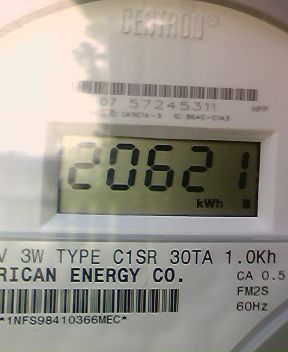 CENTRON®
07 57245311 HPP
20621
kWh
V 3W TYPE C1SR 30TA 1.0Kh
RICAN ENERGY CO. CA 0.5
FM2S
*1NFS98410366MEC* 60Hz